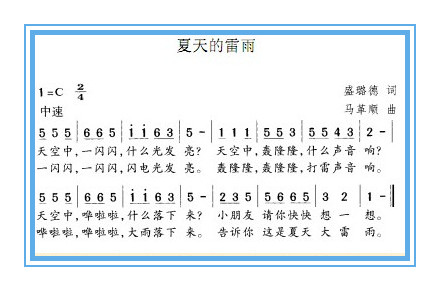 夏天的雷雨
1=C 2/4
盛璐德 词
中速
马革顺 曲
5 5 5 | 6 6 5 | i i 6 3 | 5 - | 1 1 1 | 5 5 3 | 5 5 4 3 | 2 - |
天空中,一闪闪,什么光发 亮? 天空中,轰隆隆,什么声音 响?
一闪闪,一闪闪,闪电光发 亮。 轰隆隆,轰隆隆,打雷声音 响。
5 5 5 | 6 6 5 | i i 6 3 | 5 - | 2 3 5 | 5 6 6 5 | 3 2 | 1 - ‖
天空中,哗啦啦,什么落下 来? 小朋友 请你快快 想 一 想。
哗啦啦,哗啦啦,大雨落下 来。 告诉你 这是夏天 大 雷 雨。